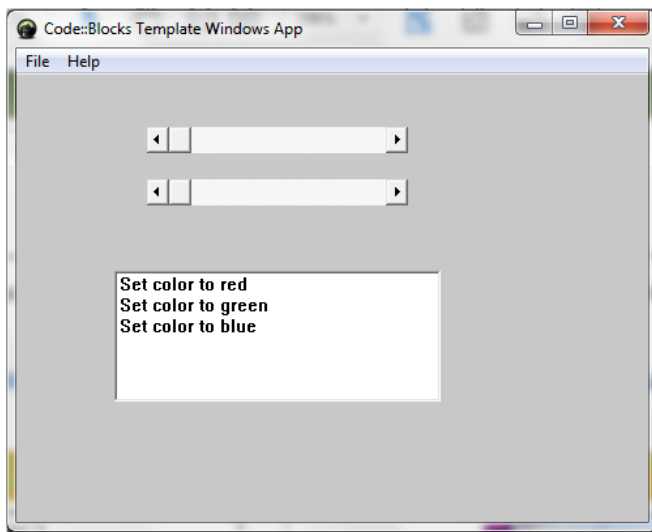 Code::Blocks Template Windows App
File Help
Set color to red
Set color to green
Set color to blue